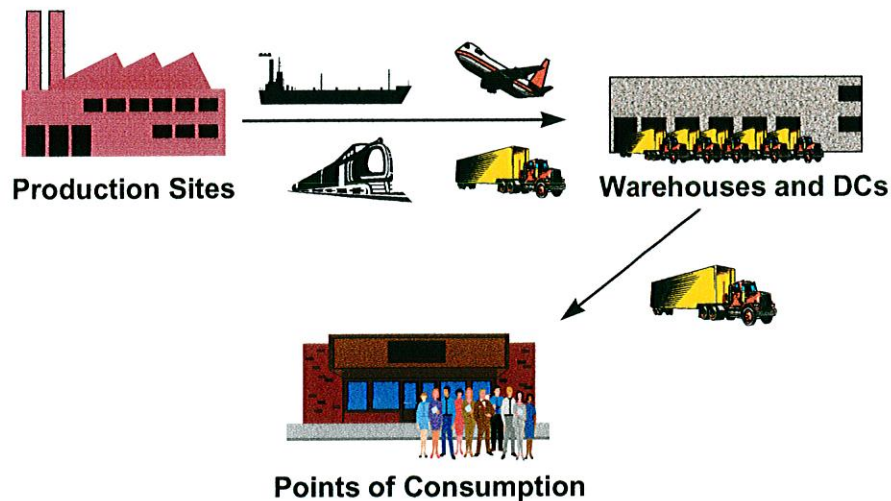 Production Sites
Warehouses and DCs
Points of Consumption